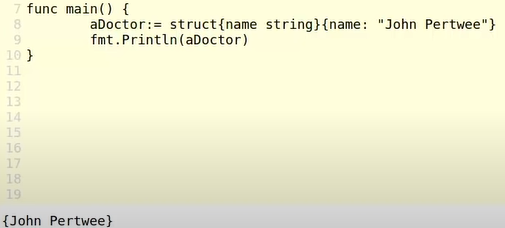 7 func main() {
8 aDoctor:= struct{name string}{name: "John Pertwee"}
9 fmt.Println(aDoctor)
10 }
11
12
13
14
15
16
17
18
19
{John Pertwee}